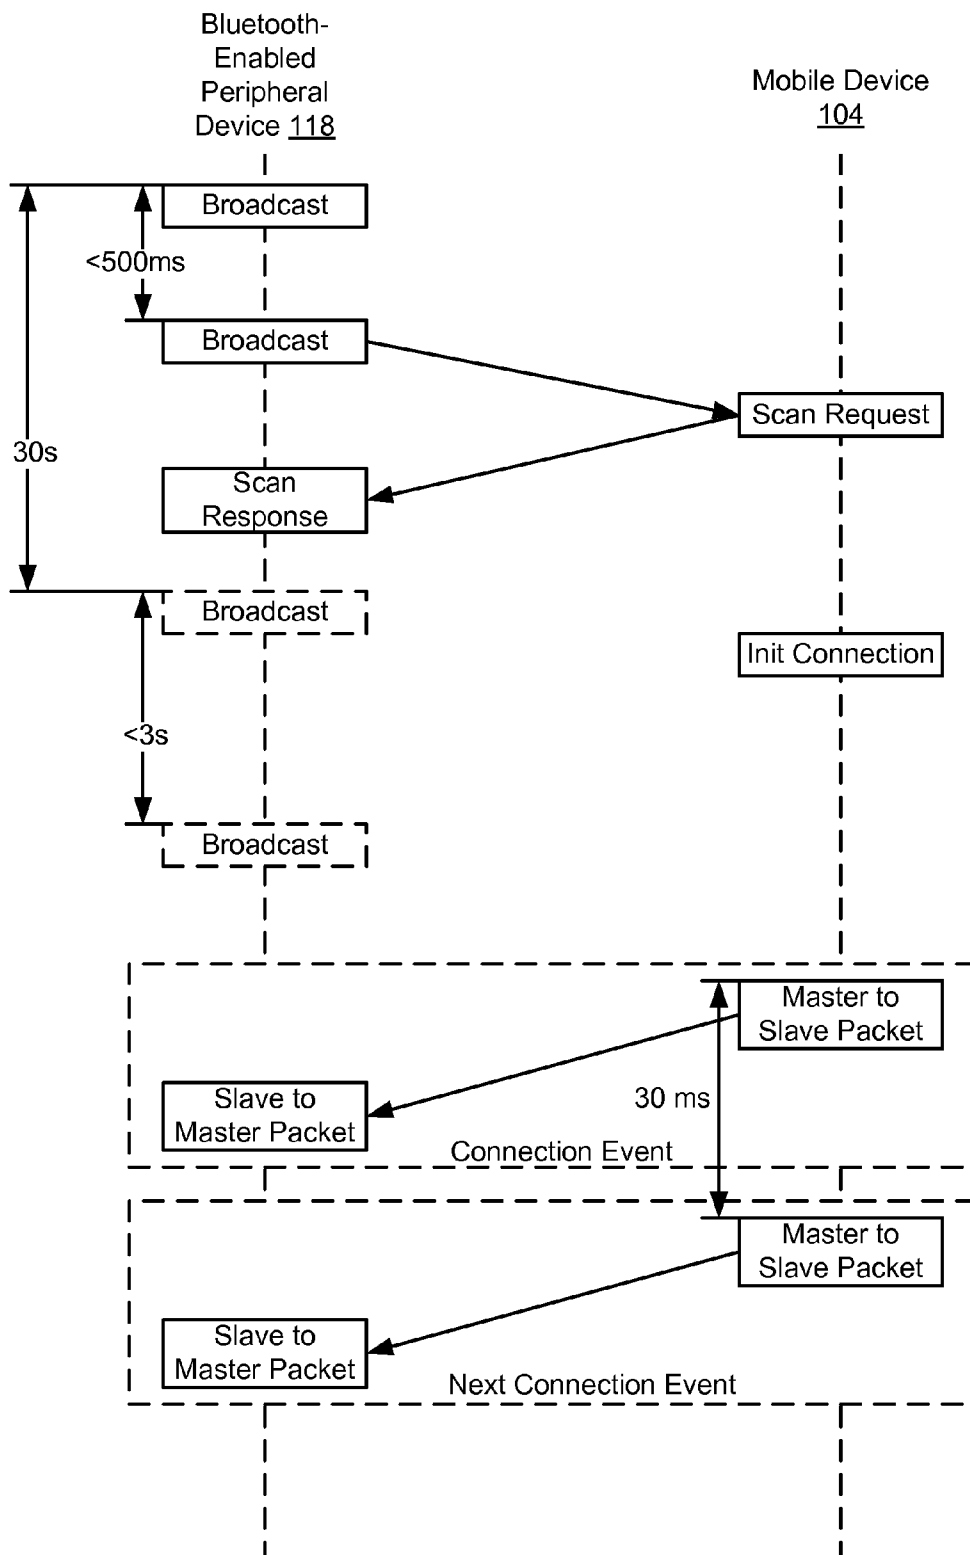 Bluetooth-
Enabled
Peripheral
Device 118
Mobile Device
104
Broadcast
<500ms
Broadcast
Scan Request
30s
Scan
Response
Broadcast
Init Connection
<3s
Broadcast
Master to
Slave Packet
30 ms
Slave to
Master Packet
Connection Event
Master to
Slave Packet
Slave to
Master Packet
Next Connection Event